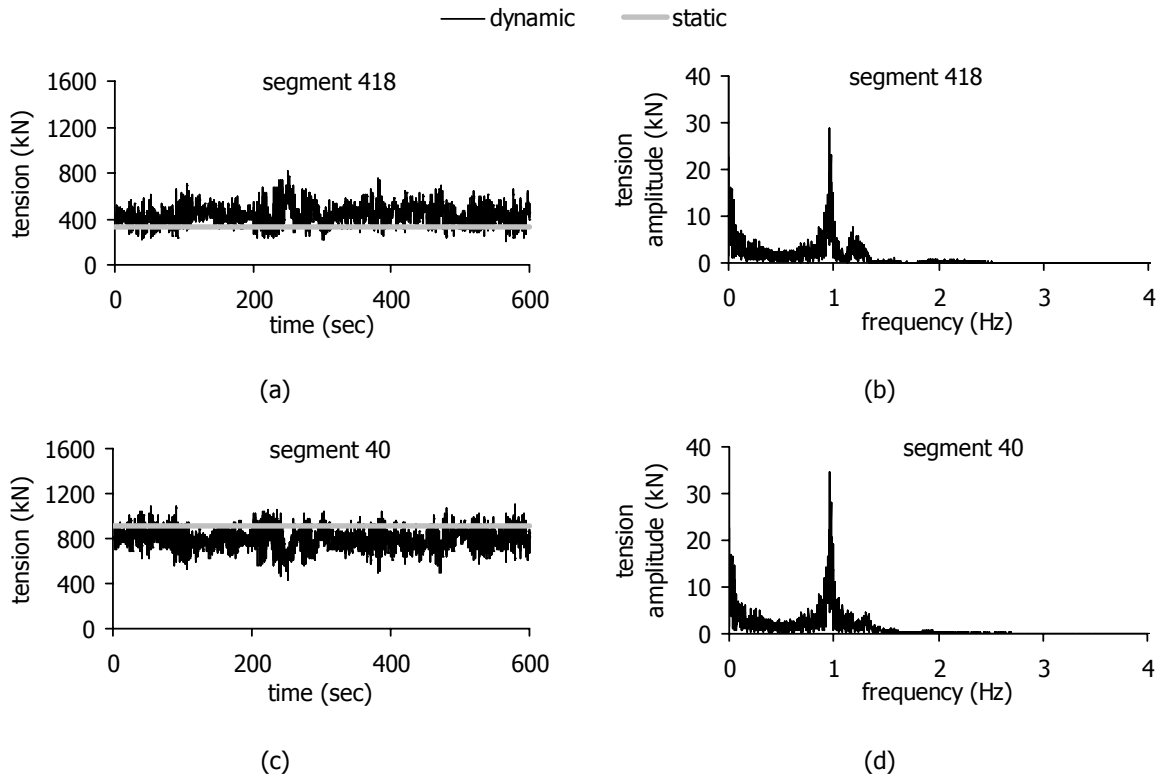 dynamic static
segment 418
tension (kN)
1600
1200
800
400
0
0 200 400 600
time (sec)
(a)
segment 418
tension
amplitude (kN)
40
30
20
10
0
0 1 2 3 4
frequency (Hz)
(b)
segment 40
tension (kN)
1600
1200
800
400
0
0 200 400 600
time (sec)
(c)
segment 40
tension
amplitude (kN)
40
30
20
10
0
0 1 2 3 4
frequency (Hz)
(d)